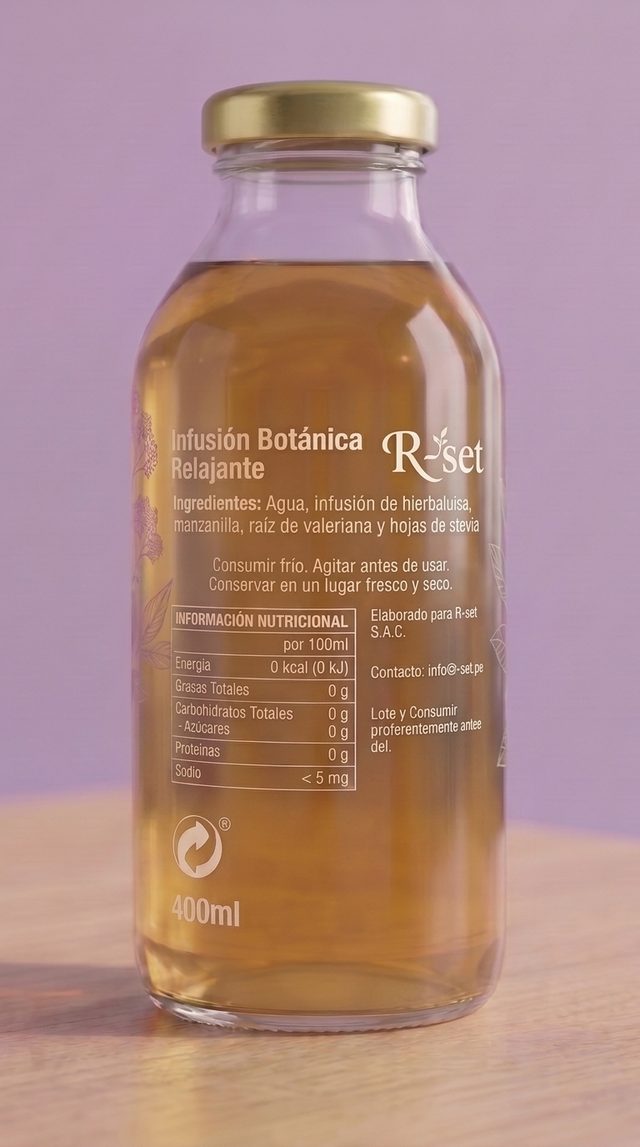 Infusión Botánica
Relajante
R-set
Ingredientes: Agua, infusión de hierbaluisa,
manzanilla, raíz de valeriana y hojas de stevia
Consumir frío. Agitar antes de usar.
Conservar en un lugar fresco y seco.
INFORMACIÓN NUTRICIONAL
por 100ml
Energía 0 kcal (0 kJ)
Grasas Totales 0 g
Carbohidratos Totales 0 g
- Azúcares 0 g
Proteinas 0 g
Sodio < 5 mg
Elaborado para R-set
S.A.C.
Contacto: info@-set.pe
Lote y Consumir
proferentemente antee
del.
®
400ml